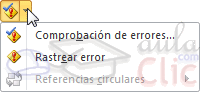 Comprobación de errores...
Rastrear error
Referencias circulares
aula
Clic